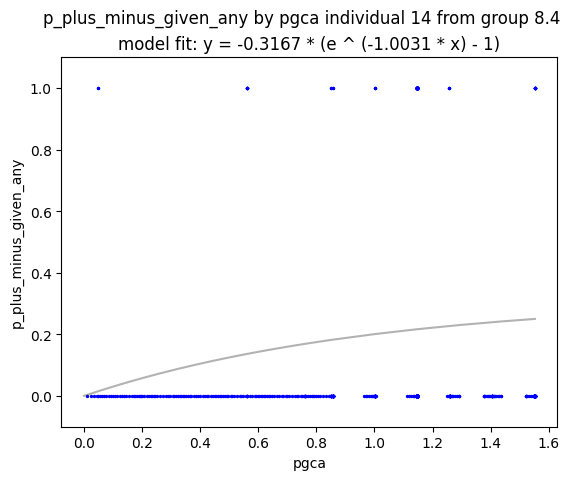 p_plus_minus_given_any by pgca individual 14 from group 8.4
model fit: y = -0.3167 * (e ^ (-1.0031 * x) - 1)
1.0
0.8
0.6
0.4
0.2
0.0
p_plus_minus_given_any
0.0 0.2 0.4 0.6 0.8 1.0 1.2 1.4 1.6
pgca